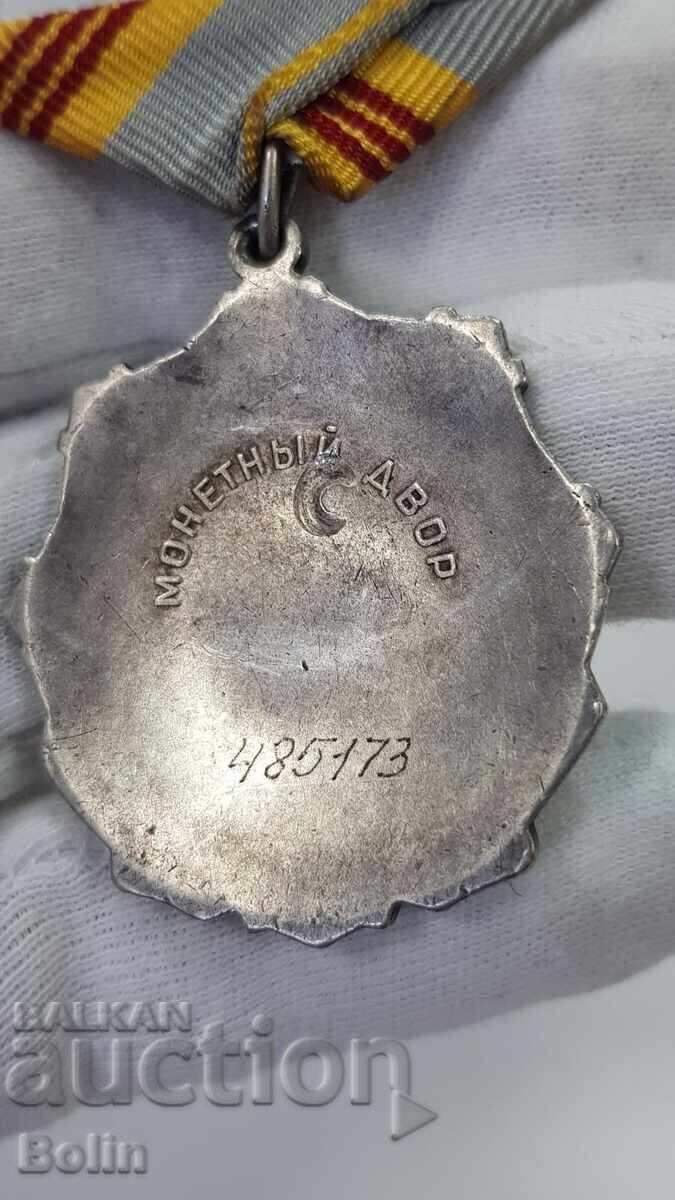 МОНЕТНЫЙ ДВОР
485173
BALKAN
auction
Bolin